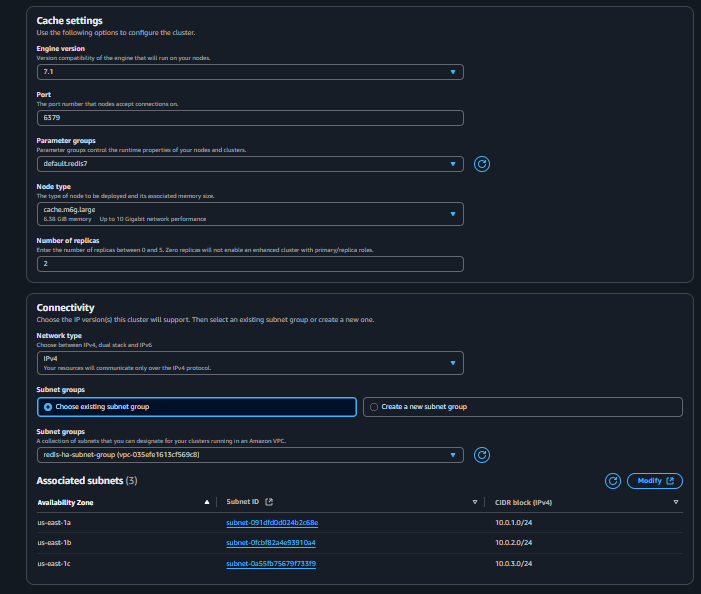 Cache settings
Use the following options to configure the cluster.
Engine version
Version compatibility of the engine that will run on your nodes.
7.1
Port
The port number that nodes accept connections on.
6379
Parameter groups
Parameter groups control the runtime properties of your nodes and clusters.
default.redis7
Node type
The type of node to be deployed and its associated memory size.
cache.m6g.large
6.38 GiB memory Up to 10 Gigabit network performance
Number of replicas
Enter the number of replicas between 0 and 5. Zero replicas will not enable an enhanced cluster with primary/replica roles.
2
Connectivity
Choose the IP version(s) this cluster will support. Then select an existing subnet group or create a new one.
Network type
Choose between IPv4, dual stack and IPv6
IPv4
Your resources will communicate only over the IPv4 protocol.
Subnet groups
Choose existing subnet group
Create a new subnet group
Subnet groups
A collection of subnets that you can designate for your clusters running in an Amazon VPC.
redis-ha-subnet-group (vpc-035efe1613cf569c8)
Associated subnets (3)
Modify
Availability Zone Subnet ID CIDR block (IPv4)
us-east-1a subnet-091dfd0d024b2c68e 10.0.1.0/24
us-east-1b subnet-0fcbf82a4e93910a4 10.0.2.0/24
us-east-1c subnet-0a55fb75679f733f9 10.0.3.0/24